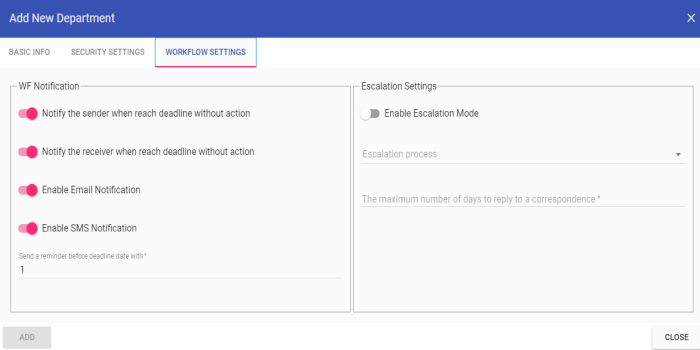 Add New Department
BASIC INFO
SECURITY SETTINGS
WORKFLOW SETTINGS
WF Notification
Notify the sender when reach deadline without action
Notify the receiver when reach deadline without action
Enable Email Notification
Enable SMS Notification
Send a reminder before deadline date with *
1
Escalation Settings
Enable Escalation Mode
Escalation process
The maximum number of days to reply to a correspondence *
ADD
CLOSE